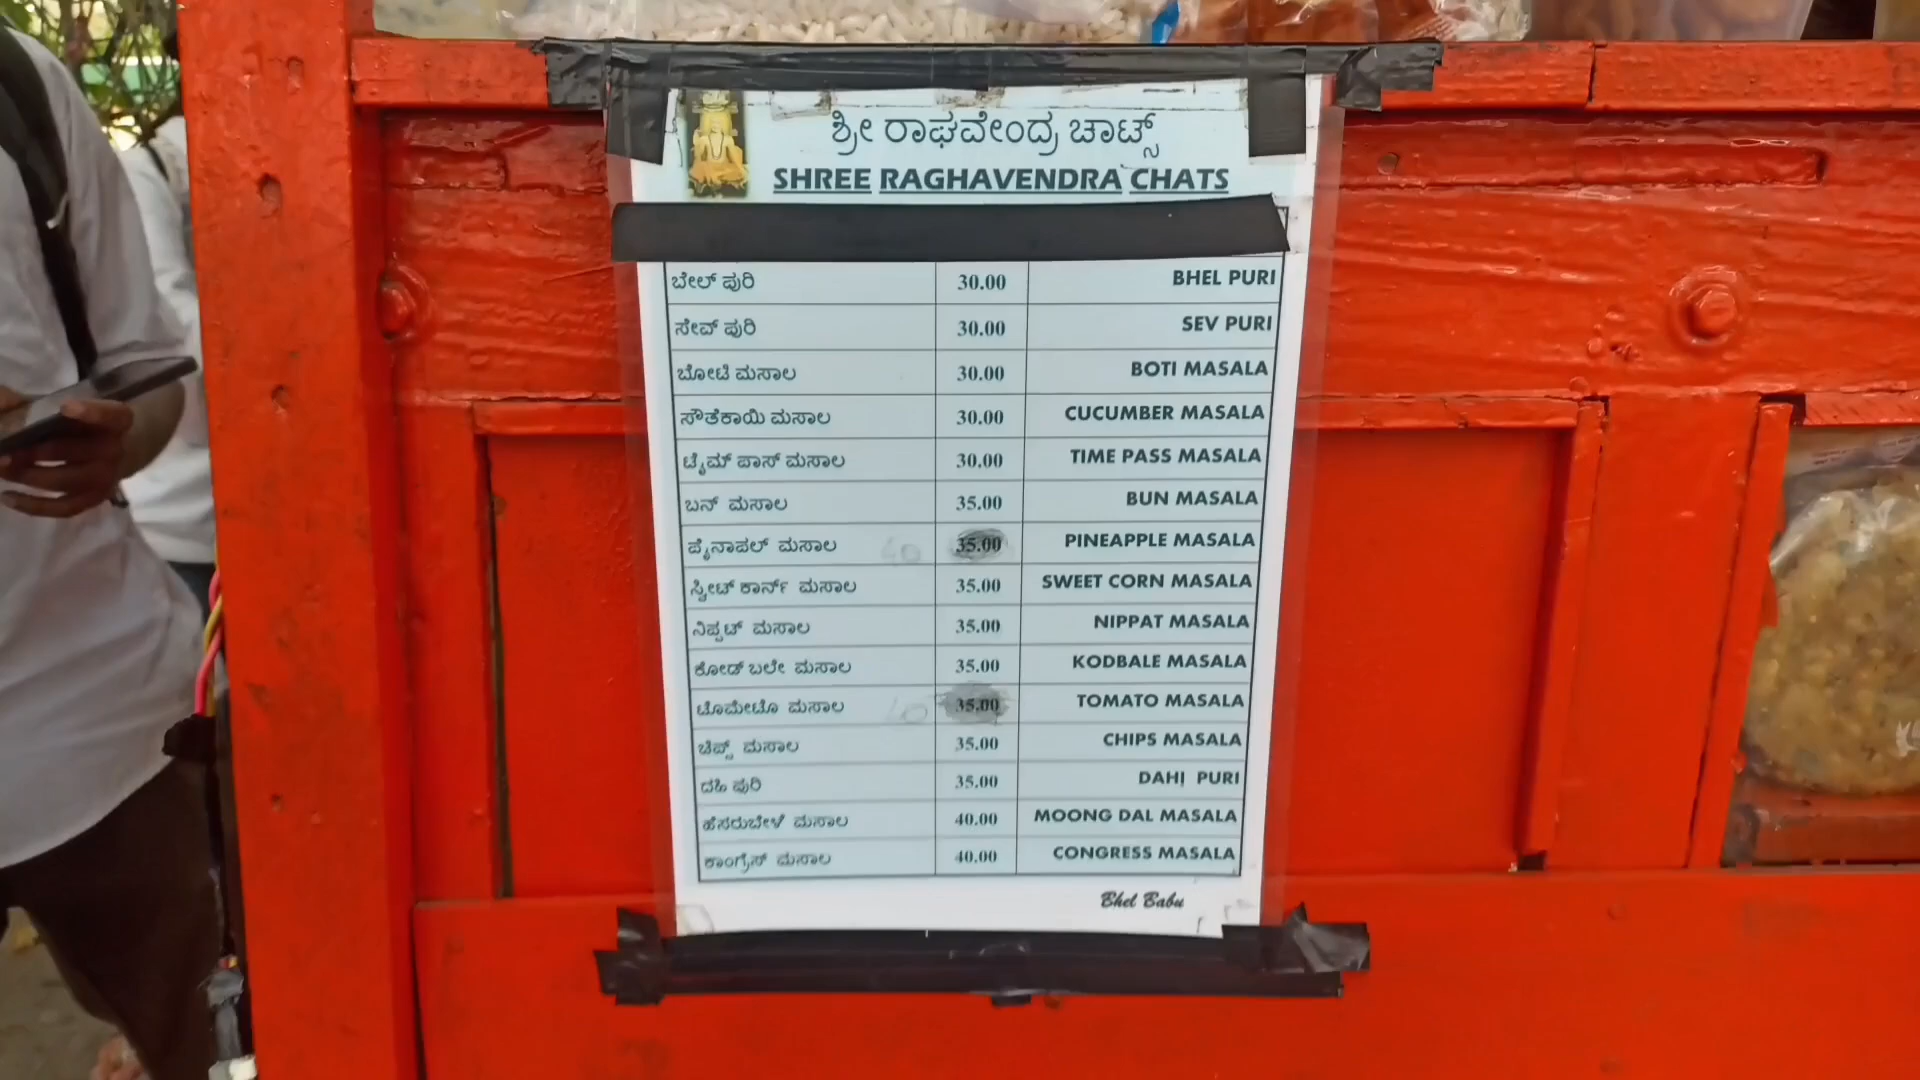 ಶ್ರೀ ರಾಘವೇಂದ್ರ ಚಾಟ್ಸ್
SHREE RAGHAVENDRA CHATS
ಬೇಲ್ ಪುರಿ 30.00 BHEL PURI
ಸೇವ್ ಪುರಿ 30.00 SEV PURI
ಬೋಟಿ ಮಸಾಲ 30.00 BOTI MASALA
ಸೌತೆಕಾಯಿ ಮಸಾಲ 30.00 CUCUMBER MASALA
ಟೈಮ್ ಪಾಸ್ ಮಸಾಲ 30.00 TIME PASS MASALA
ಬನ್ ಮಸಾಲ 35.00 BUN MASALA
ಪೈನಾಪಲ್ ಮಸಾಲ 40 35.00 PINEAPPLE MASALA
ಸ್ವೀಟ್ ಕಾರ್ನ್ ಮಸಾಲ 35.00 SWEET CORN MASALA
ನಿಪ್ಪಟ್ ಮಸಾಲ 35.00 NIPPAT MASALA
ಕೋಡ್ ಬಲೇ ಮಸಾಲ 35.00 KODBALE MASALA
ಟೊಮೇಟೊ ಮಸಾಲ 40 35.00 TOMATO MASALA
ಚಿಪ್ಸ್ ಮಸಾಲ 35.00 CHIPS MASALA
ದಹಿ ಪುರಿ 35.00 DAHI PURI
ಹೆಸರುಬೇಳೆ ಮಸಾಲ 40.00 MOONG DAL MASALA
ಕಾಂಗ್ರೆಸ್ ಮಸಾಲ 40.00 CONGRESS MASALA
Bhel Babu